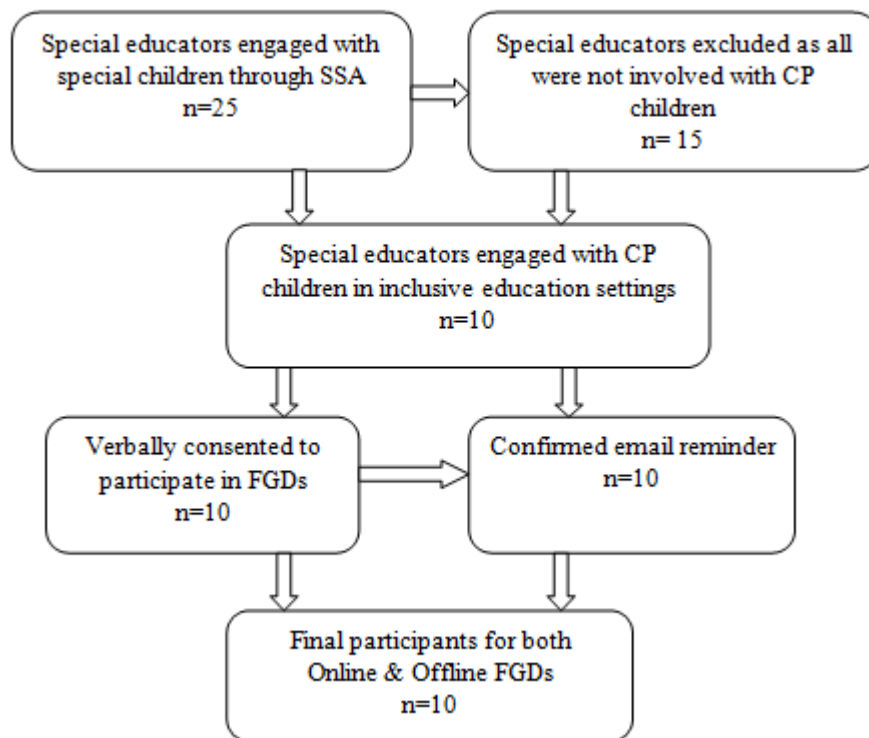 Special educators engaged with
special children through SSA
n=25
Special educators excluded as all
were not involved with CP
children
n= 15
Special educators engaged with CP
children in inclusive education settings
n=10
Verbally consented to
participate in FGDs
n=10
Confirmed email reminder
n=10
Final participants for both
Online & Offline FGDs
n=10